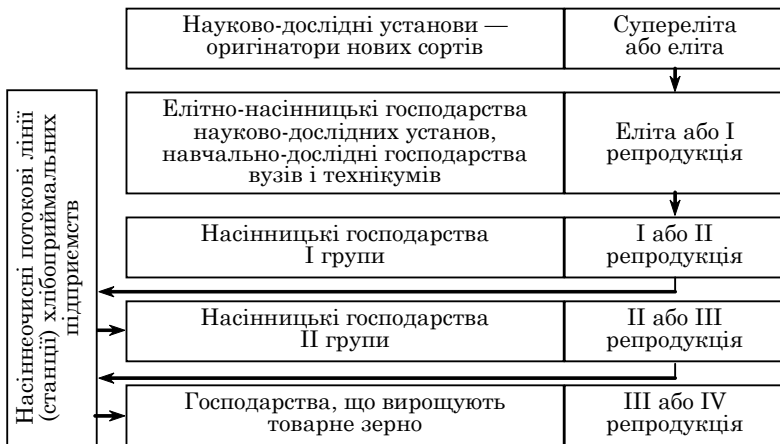 Науково-дослідні установи —
оригінатори нових сортів
Супереліта
або еліта
Елітно-насінницькі господарства
науково-дослідних установ,
навчально-дослідні господарства
вузів і технікумів
Еліта або I
репродукція
Насінницькі господарства
I групи
I або II
репродукція
Насінницькі господарства
II групи
II або III
репродукція
Господарства, що вирощують
товарне зерно
III або IV
репродукція
Насіннеочисні потокові лінії
(станції) хлібоприймальних
підприємств